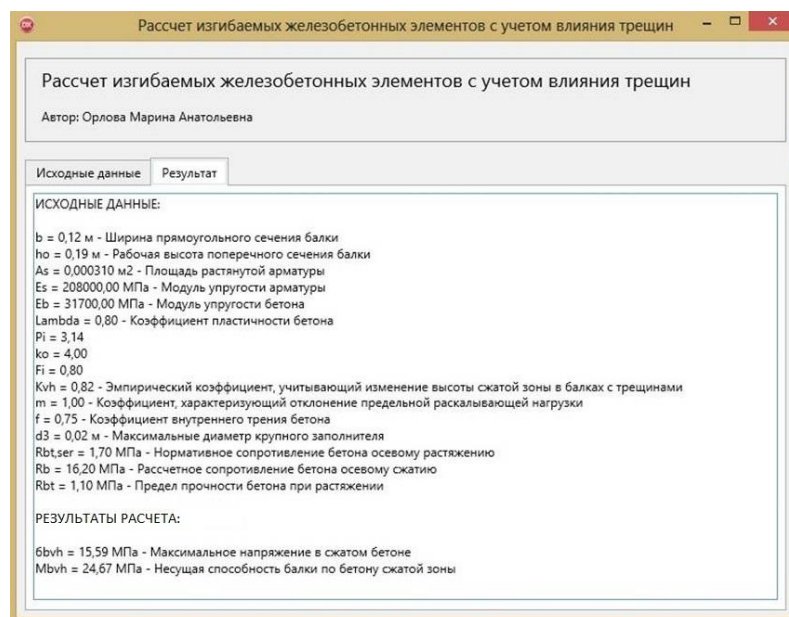 Рассчет изгибаемых железобетонных элементов с учетом влияния трещин
Рассчет изгибаемых железобетонных элементов с учетом влияния трещин
Автор: Орлова Марина Анатольевна
Исходные данные Результат
ИСХОДНЫЕ ДАННЫЕ:
b = 0,12 м - Ширина прямоугольного сечения балки
ho = 0,19 м - Рабочая высота поперечного сечения балки
As = 0,000310 м2 - Площадь растянутой арматуры
Es = 208000,00 МПа - Модуль упругости арматуры
Eb = 31700,00 МПа - Модуль упругости бетона
Lambda = 0,80 - Коэффициент пластичности бетона
Pi = 3,14
ko = 4,00
Fi = 0,80
Kvh = 0,82 - Эмпирический коэффициент, учитывающий изменение высоты сжатой зоны в балках с трещинами
m = 1,00 - Коэффициент, характеризующий отклонение предельной раскалывающей нагрузки
f = 0,75 - Коэффициент внутреннего трения бетона
d3 = 0,02 м - Максимальные диаметр крупного заполнителя
Rbt,ser = 1,70 МПа - Нормативное сопротивление бетона осевому растяжению
Rb = 16,20 МПа - Рассчетное сопротивление бетона осевому сжатию
Rbt = 1,10 МПа - Предел прочности бетона при растяжении
РЕЗУЛЬТАТЫ РАСЧЕТА:
бbvh = 15,59 МПа - Максимальное напряжение в сжатом бетоне
Mbvh = 24,67 МПа - Несущая способность балки по бетону сжатой зоны